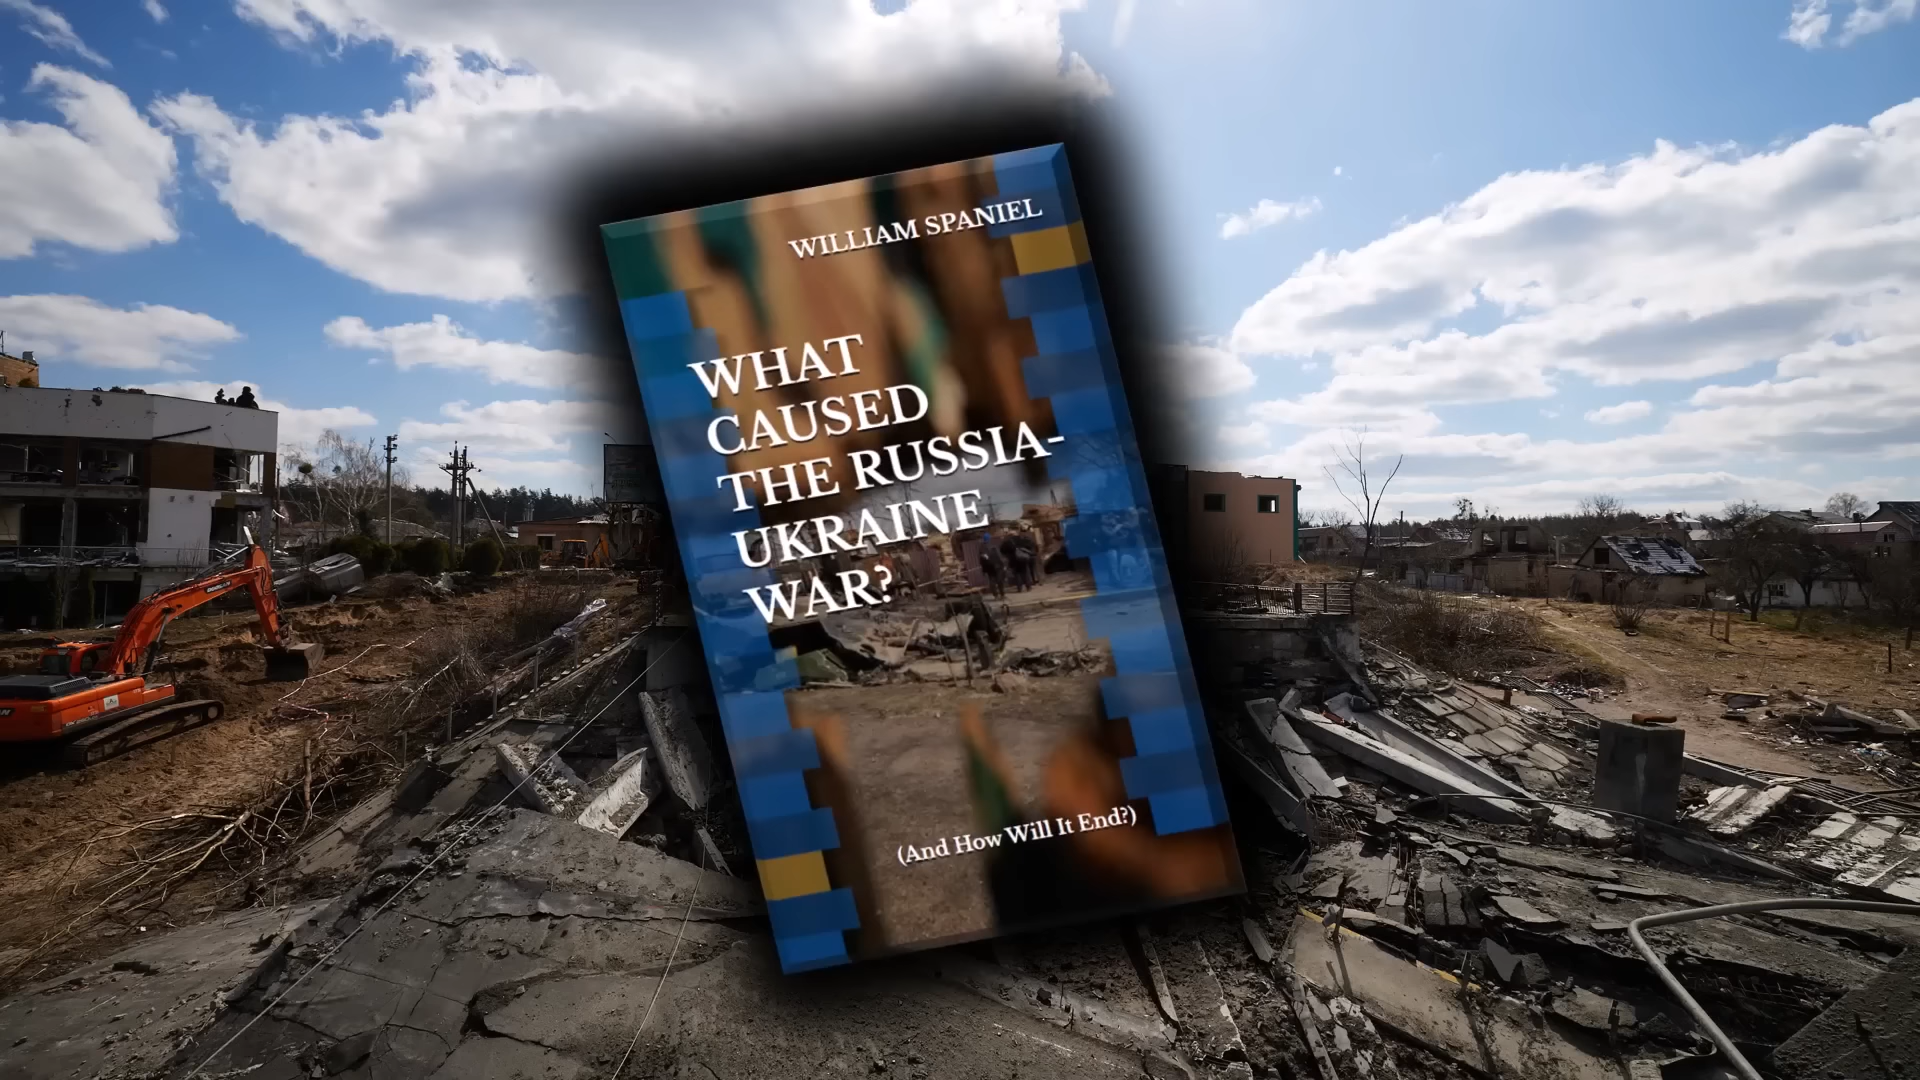 WILLIAM SPANIEL
WHAT
CAUSED
THE RUSSIA-
UKRAINE
WAR?
(And How Will It End?)